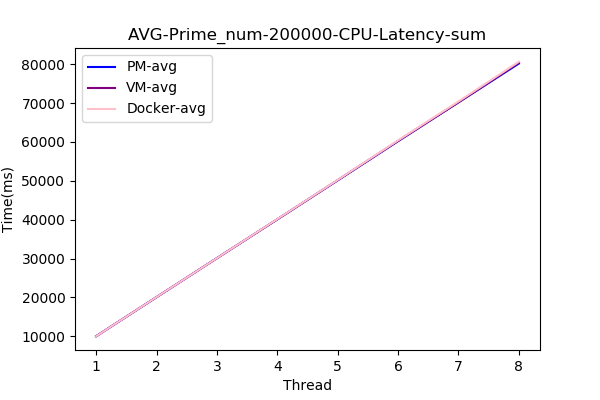 AVG-Prime_num-200000-CPU-Latency-sum
PM-avg
VM-avg
Docker-avg
Time(ms)
80000
70000
60000
50000
40000
30000
20000
10000
1 2 3 4 5 6 7 8
Thread